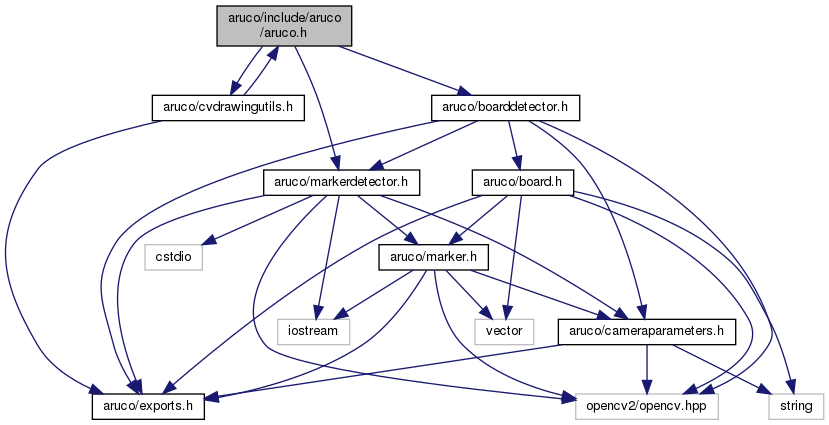 aruco/include/aruco
/aruco.h
aruco/cvdrawingutils.h
aruco/boarddetector.h
aruco/markerdetector.h
aruco/board.h
cstdio
aruco/marker.h
iostream
vector
aruco/cameraparameters.h
aruco/exports.h
opencv2/opencv.hpp
string